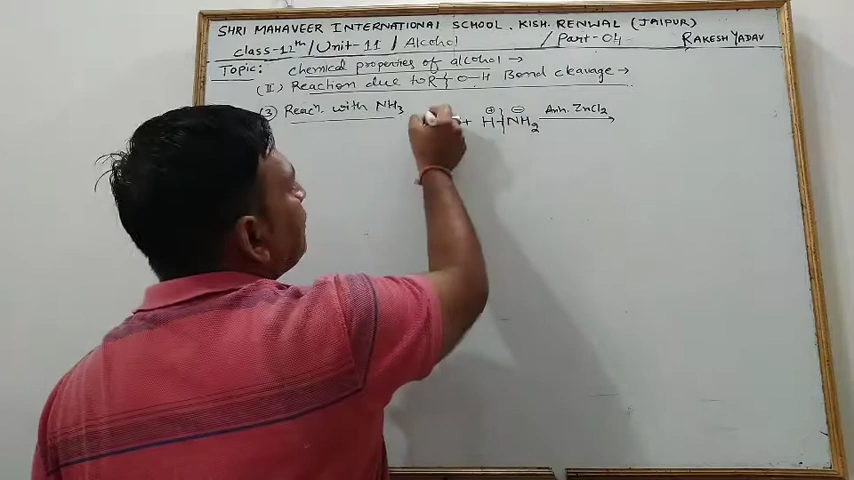 SHRI MAHAVEER INTERNATIONAL SCHOOL, KISH. RENWAL (JAIPUR)
class-12th/Unit-11/Alcohol /Part-04 RAKESH YADAV
TOPIC: chemical properties of alcohol →
(II) Reaction due to R-}-O-H Bond cleavage →
(3) Reacn. with NH3 + H⊕-}-NH2⊖ Anh. ZnCl2 →